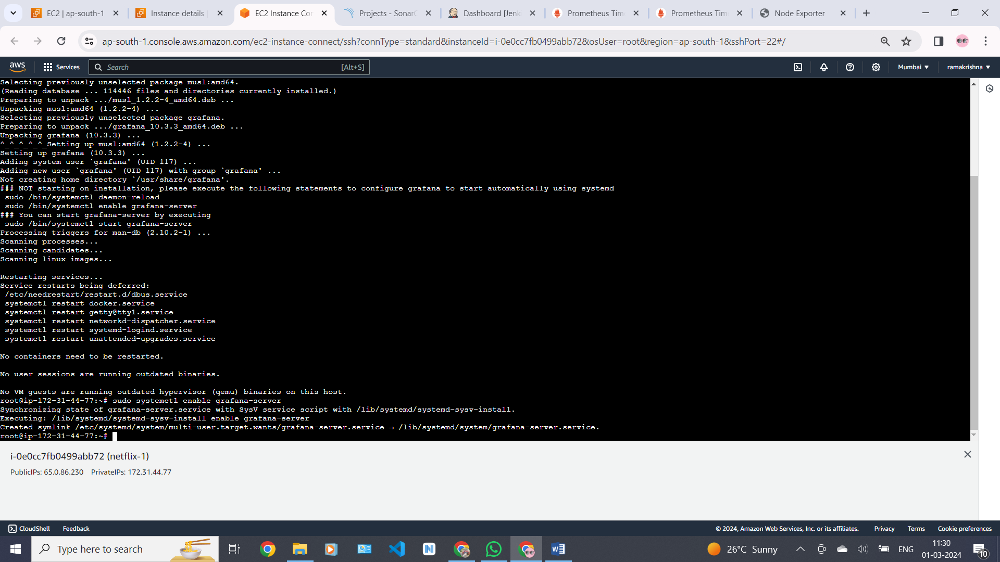 EC2 | ap-south-1
Instance details |
EC2 Instance Con
Projects - SonarQ
Dashboard [Jenk
Prometheus Tim
Prometheus Tim
Node Exporter
ap-south-1.console.aws.amazon.com/ec2-instance-connect/ssh?connType=standard&instanceId=i-0e0cc7fb0499abb72&osUser=root&region=ap-south-1&sshPort=22#/
aws
Services
Search
[Alt+S]
Mumbai
ramakrishna
Selecting previously unselected package musl:amd64.
(Reading database ... 114446 files and directories currently installed.)
Preparing to unpack .../musl_1.2.2-4_amd64.deb ...
Unpacking musl:amd64 (1.2.2-4) ...
Selecting previously unselected package grafana.
Preparing to unpack .../grafana_10.3.3_amd64.deb ...
Unpacking grafana (10.3.3) ...
^_^_^_^_^_Setting up musl:amd64 (1.2.2-4) ...
Setting up grafana (10.3.3) ...
Adding system user `grafana' (UID 117) ...
Adding new user `grafana' (UID 117) with group `grafana' ...
Not creating home directory `/usr/share/grafana'.
### NOT starting on installation, please execute the following statements to configure grafana to start automatically using systemd
sudo /bin/systemctl daemon-reload
sudo /bin/systemctl enable grafana-server
### You can start grafana-server by executing
sudo /bin/systemctl start grafana-server
Processing triggers for man-db (2.10.2-1) ...
Scanning processes...
Scanning candidates...
Scanning linux images...
Restarting services...
Service restarts being deferred:
/etc/needrestart/restart.d/dbus.service
systemctl restart docker.service
systemctl restart getty@tty1.service
systemctl restart networkd-dispatcher.service
systemctl restart systemd-logind.service
systemctl restart unattended-upgrades.service
No containers need to be restarted.
No user sessions are running outdated binaries.
No VM guests are running outdated hypervisor (qemu) binaries on this host.
root@ip-172-31-44-77:~# sudo systemctl enable grafana-server
Synchronizing state of grafana-server.service with SysV service script with /lib/systemd/systemd-sysv-install.
Executing: /lib/systemd/systemd-sysv-install enable grafana-server
Created symlink /etc/systemd/system/multi-user.target.wants/grafana-server.service → /lib/systemd/system/grafana-server.service.
root@ip-172-31-44-77:~#
i-0e0cc7fb0499abb72 (netflix-1)
PublicIPs: 65.0.86.230 PrivateIPs: 172.31.44.77
CloudShell
Feedback
© 2024, Amazon Web Services, Inc. or its affiliates.
Privacy
Terms
Cookie preferences
Type here to search
26°C Sunny
ENG
11:30
01-03-2024
10